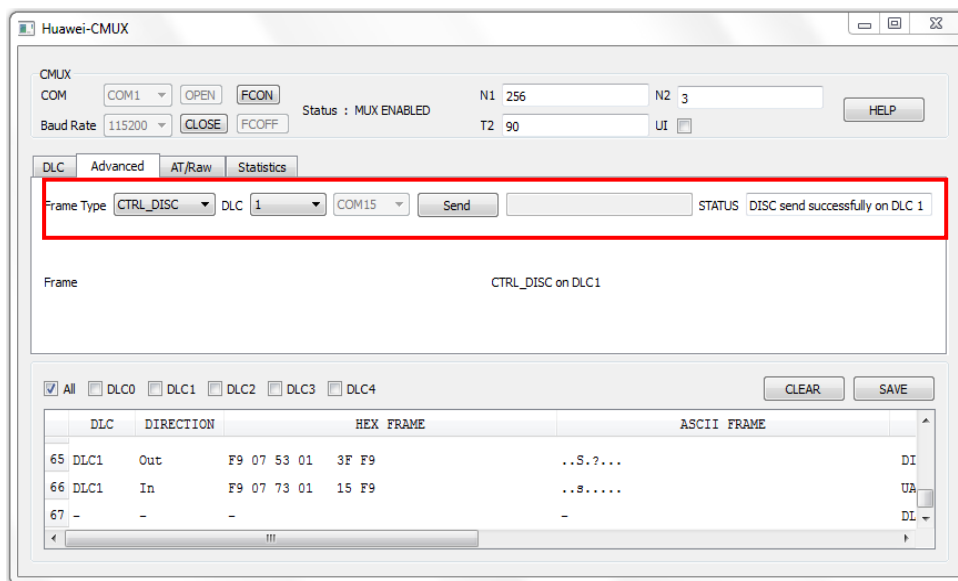 Huawei-CMUX
CMUX
COM COM1 OPEN FCON Status : MUX ENABLED N1 256 N2 3 HELP
Baud Rate 115200 CLOSE FCOFF T2 90 UI
DLC Advanced AT/Raw Statistics
Frame Type CTRL_DISC DLC 1 COM15 Send STATUS DISC send successfully on DLC 1
Frame CTRL_DISC on DLC1
All DLC0 DLC1 DLC2 DLC3 DLC4 CLEAR SAVE
DLC DIRECTION HEX FRAME ASCII FRAME
65 DLC1 Out F9 07 53 01 3F F9 ..S.?... DI
66 DLC1 In F9 07 73 01 15 F9 ..s..... UA
67 - - - - DL